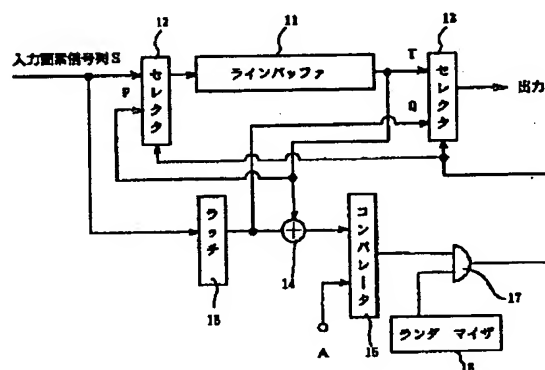 12
11
13
入力画素信号列S
P
セレクタ
ラインバッファ
T
Q
セレクタ
出力
ラッチ
15
14
コンパレータ
16
A
17
ランダマイザ
18